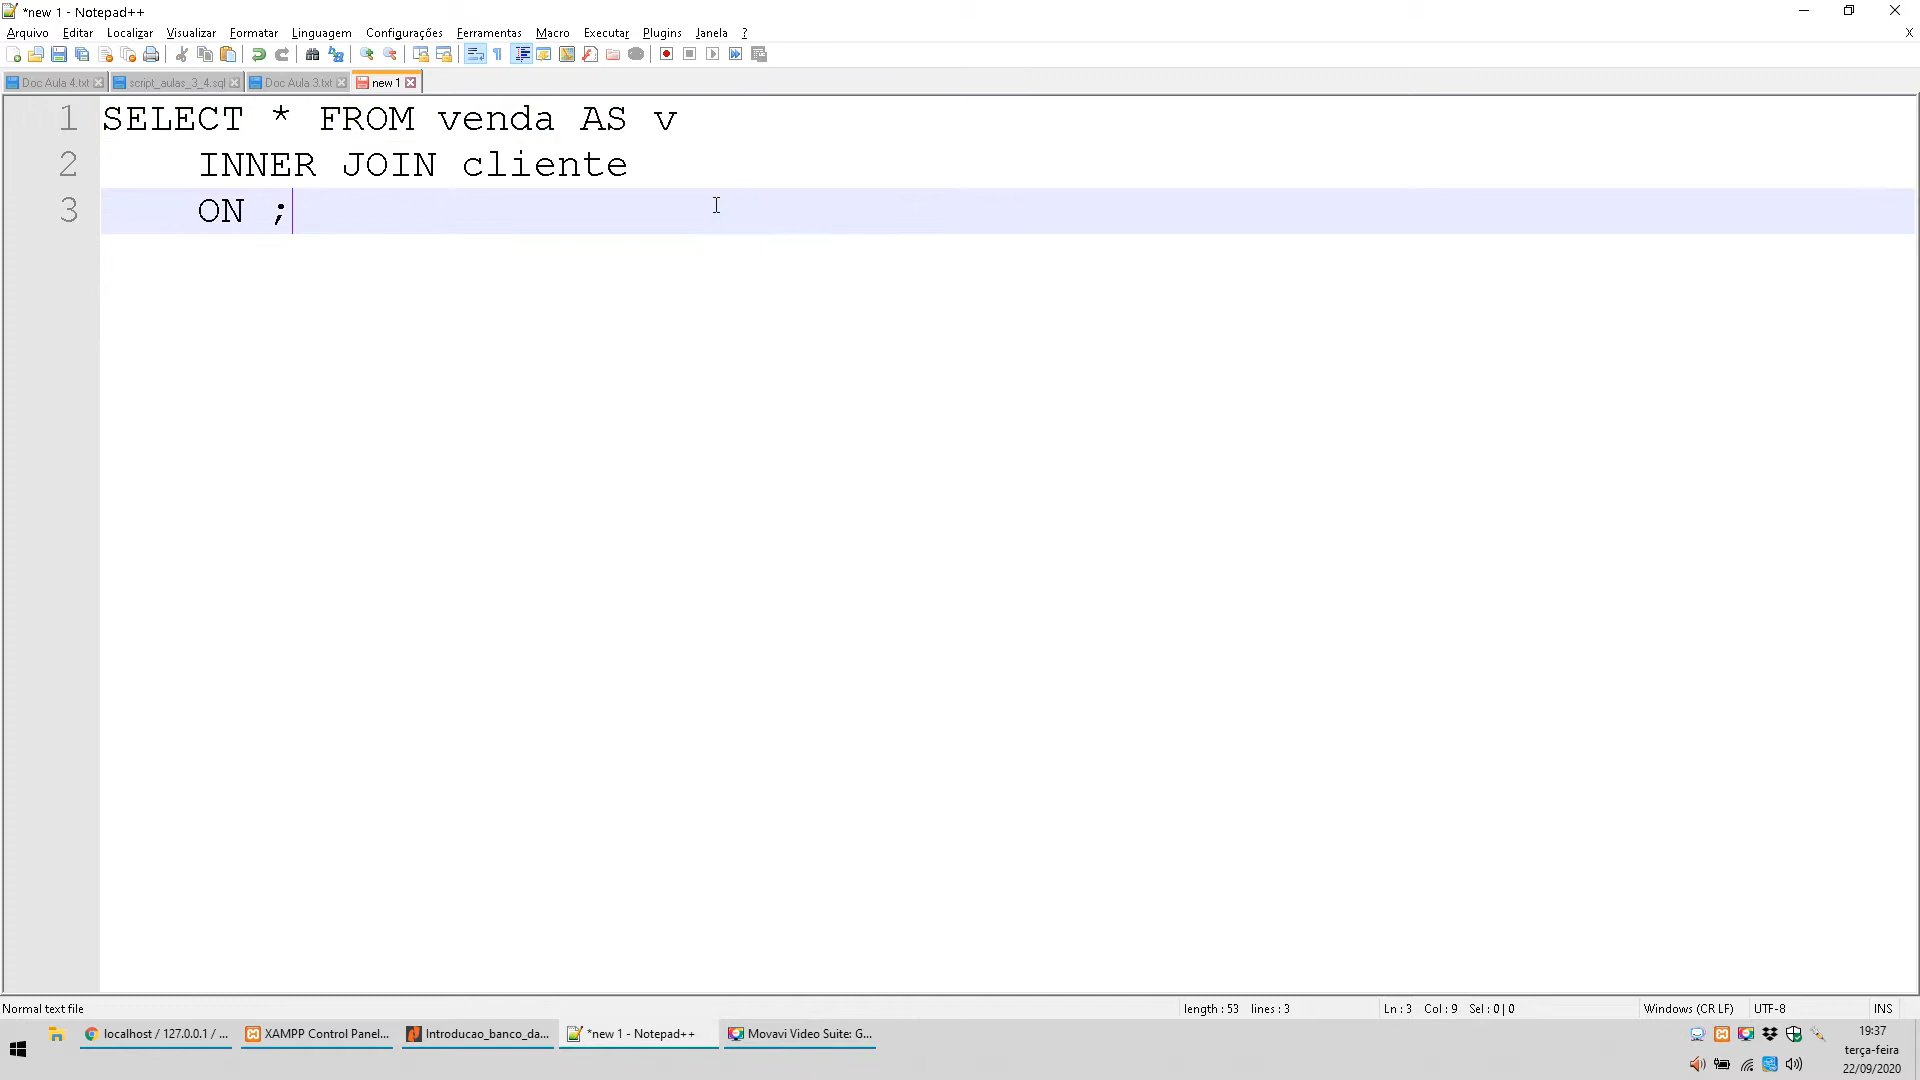 *new 1 - Notepad++
Arquivo Editar Localizar Visualizar Formatar Linguagem Configurações Ferramentas Macro Executar Plugins Janela ? X
Doc Aula 4.txt script_aulas_3_4.sql Doc Aula 3.txt new 1
1 SELECT * FROM venda AS v
2 INNER JOIN cliente
3 ON ;
Normal text file length : 53 lines : 3 Ln : 3 Col : 9 Sel : 0 | 0 Windows (CR LF) UTF-8 INS
localhost / 127.0.0.1 / ... XAMPP Control Panel... Introducao_banco_da... *new 1 - Notepad++ Movavi Video Suite: G...
19:37
terça-feira
22/09/2020